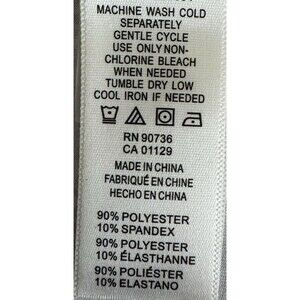 MACHINE WASH COLD
SEPARATELY
GENTLE CYCLE
USE ONLY NON-
CHLORINE BLEACH
WHEN NEEDED
TUMBLE DRY LOW
COOL IRON IF NEEDED
RN 90736
CA 01129
MADE IN CHINA
FABRIQUÉ EN CHINE
HECHO EN CHINA
90% POLYESTER
10% SPANDEX
90% POLYESTER
10% ÉLASTHANNE
90% POLIÉSTER
10% ELASTANO